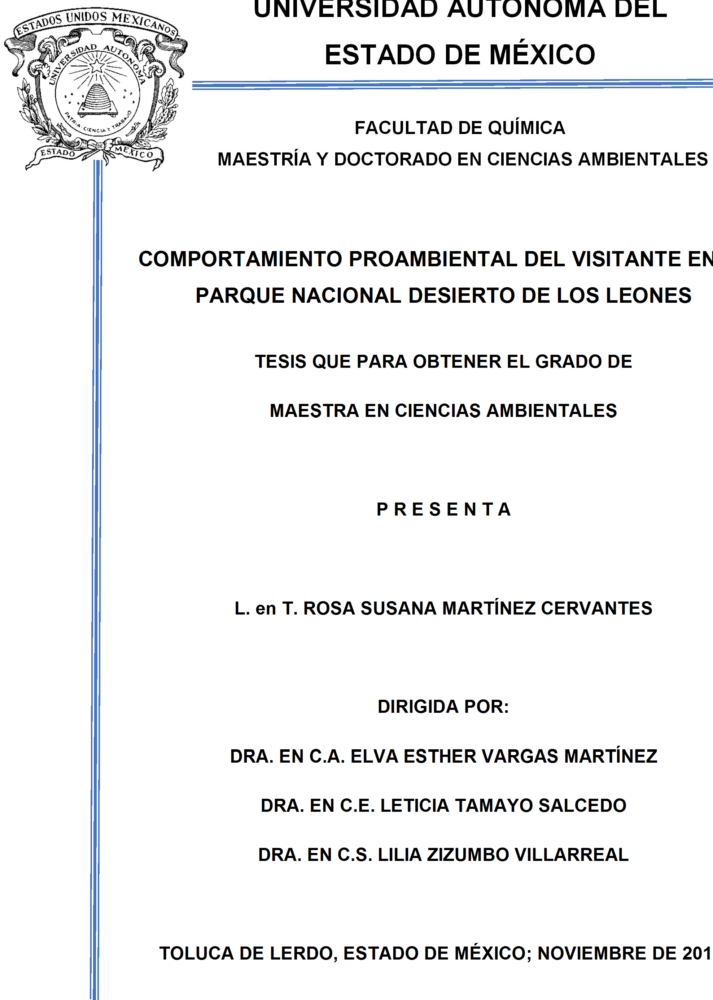 UNIVERSIDAD AUTONOMA DEL
ESTADO DE MÉXICO
ESTADOS UNIDOS MEXICANOS
UNIVERSIDAD AUTONOMA
PATRIA · CIENCIA Y TRABAJO
ESTADO DE MEXICO
FACULTAD DE QUÍMICA
MAESTRÍA Y DOCTORADO EN CIENCIAS AMBIENTALES
COMPORTAMIENTO PROAMBIENTAL DEL VISITANTE EN
PARQUE NACIONAL DESIERTO DE LOS LEONES
TESIS QUE PARA OBTENER EL GRADO DE
MAESTRA EN CIENCIAS AMBIENTALES
P R E S E N T A
L. en T. ROSA SUSANA MARTÍNEZ CERVANTES
DIRIGIDA POR:
DRA. EN C.A. ELVA ESTHER VARGAS MARTÍNEZ
DRA. EN C.E. LETICIA TAMAYO SALCEDO
DRA. EN C.S. LILIA ZIZUMBO VILLARREAL
TOLUCA DE LERDO, ESTADO DE MÉXICO; NOVIEMBRE DE 201